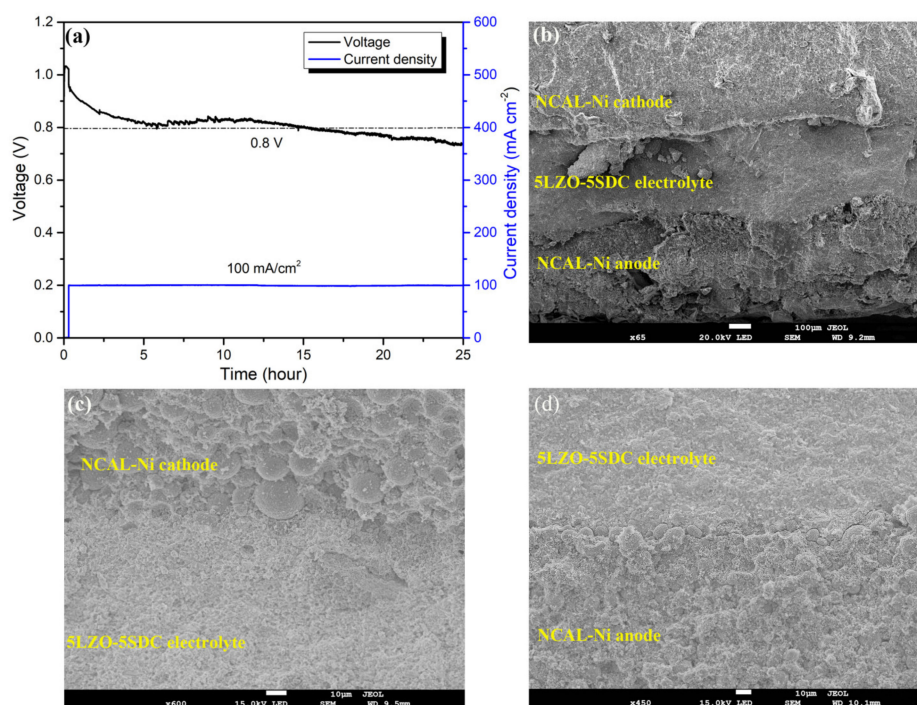 (a)
Voltage
Current density
0.8 V
100 mA/cm²
1.2
1.0
0.8
0.6
0.4
0.2
0.0
Voltage (V)
600
500
400
300
200
100
0
Current density (mA cm⁻²)
0 5 10 15 20 25
Time (hour)
(b)
NCAL-Ni cathode
5LZO-5SDC electrolyte
NCAL-Ni anode
100μm JEOL
x65 20.0kV LED SEM WD 9.2mm
(c)
NCAL-Ni cathode
5LZO-5SDC electrolyte
10μm JEOL
x600 15.0kV LED SEM WD 9.5mm
(d)
5LZO-5SDC electrolyte
NCAL-Ni anode
10μm JEOL
x450 15.0kV LED SEM WD 10.1mm